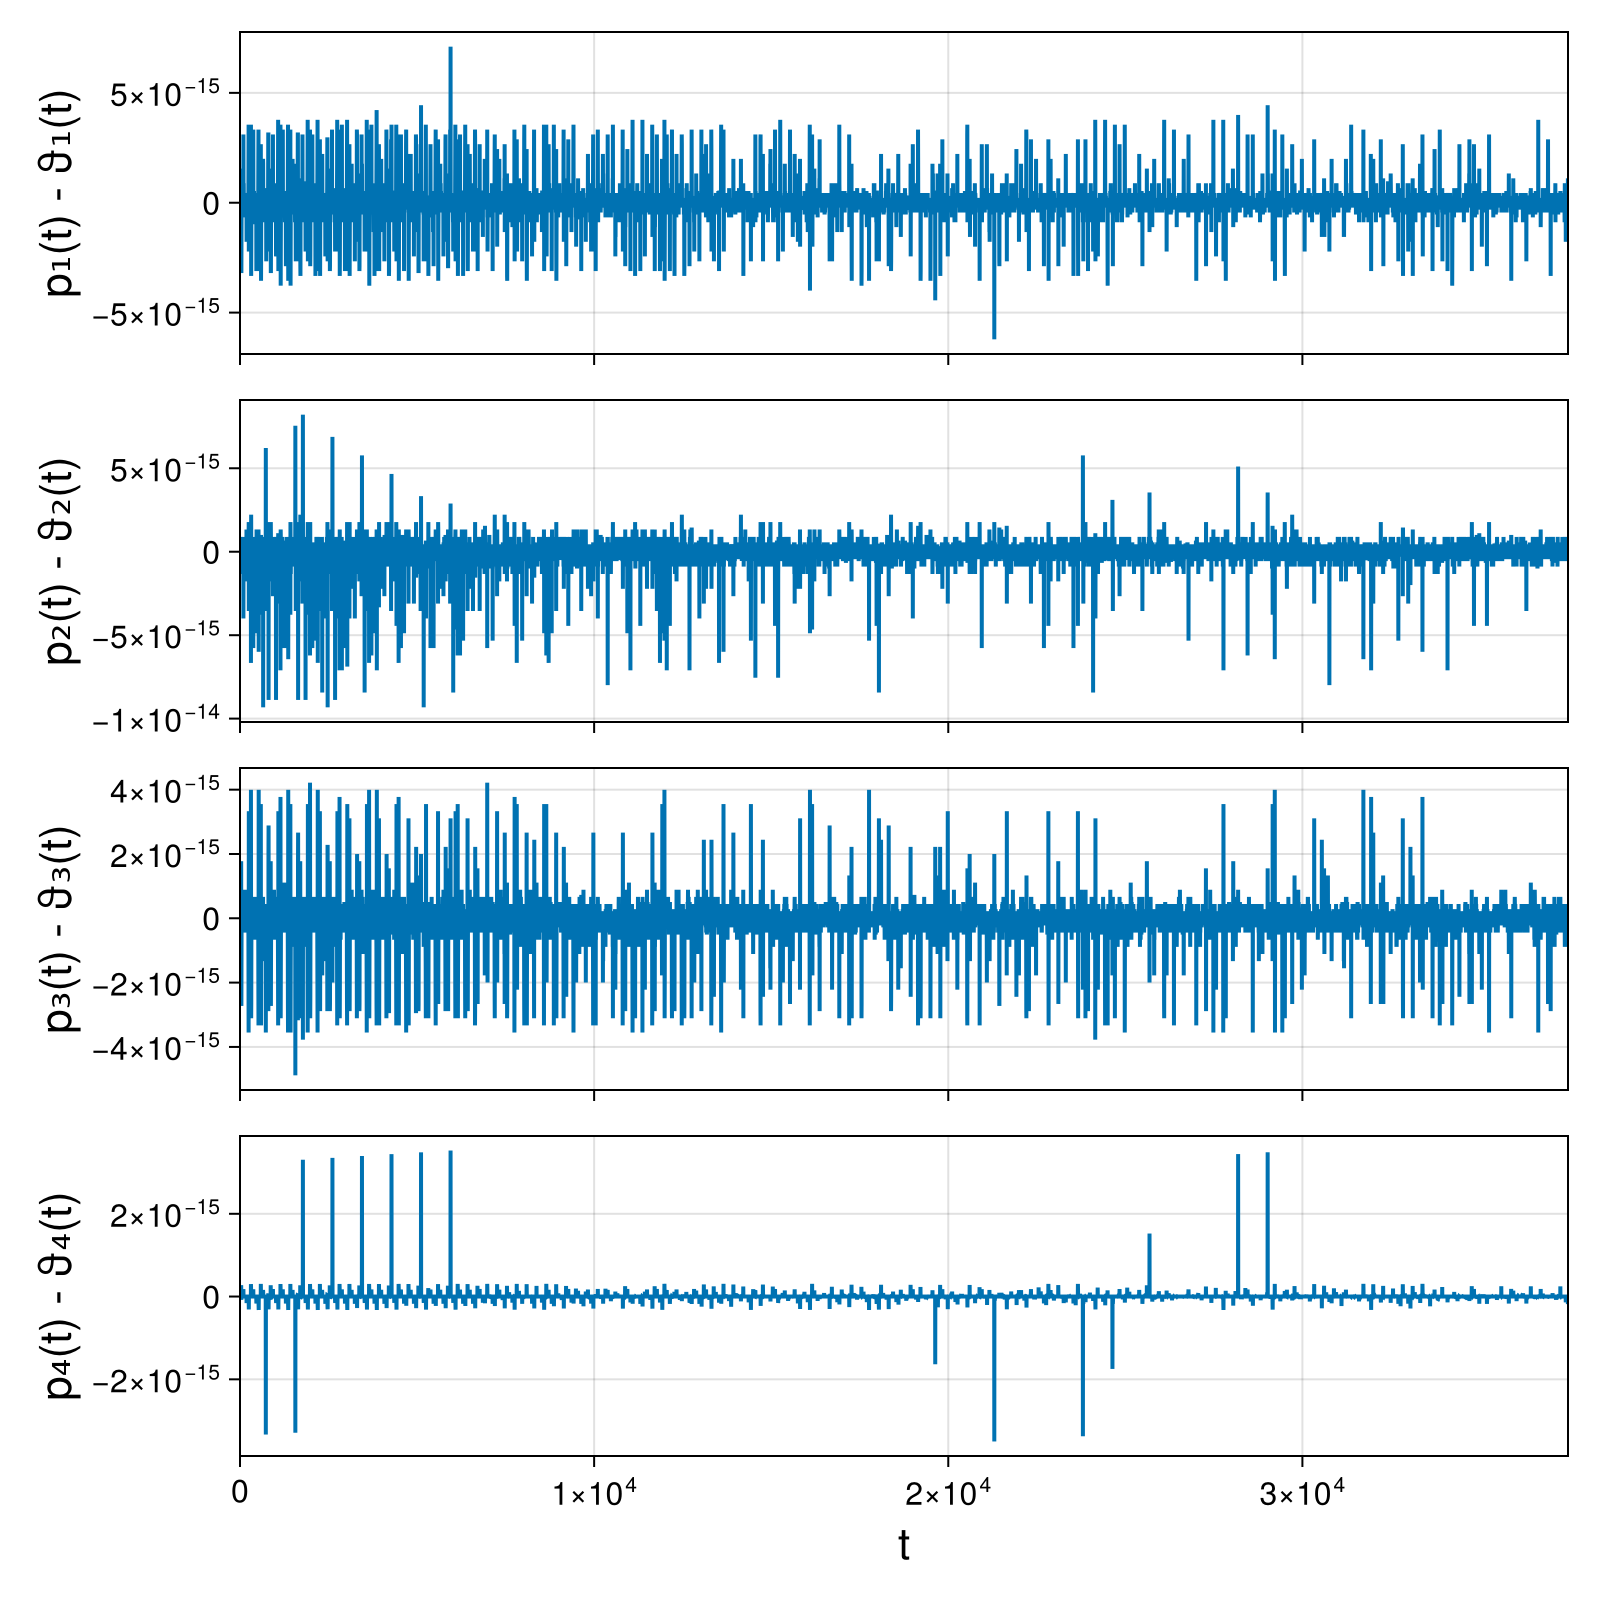 p₁(t) - ϑ₁(t)
5×10⁻¹⁵
0
−5×10⁻¹⁵
p₂(t) - ϑ₂(t)
5×10⁻¹⁵
0
−5×10⁻¹⁵
−1×10⁻¹⁴
p₃(t) - ϑ₃(t)
4×10⁻¹⁵
2×10⁻¹⁵
0
−2×10⁻¹⁵
−4×10⁻¹⁵
p₄(t) - ϑ₄(t)
2×10⁻¹⁵
0
−2×10⁻¹⁵
0 1×10⁴ 2×10⁴ 3×10⁴
t